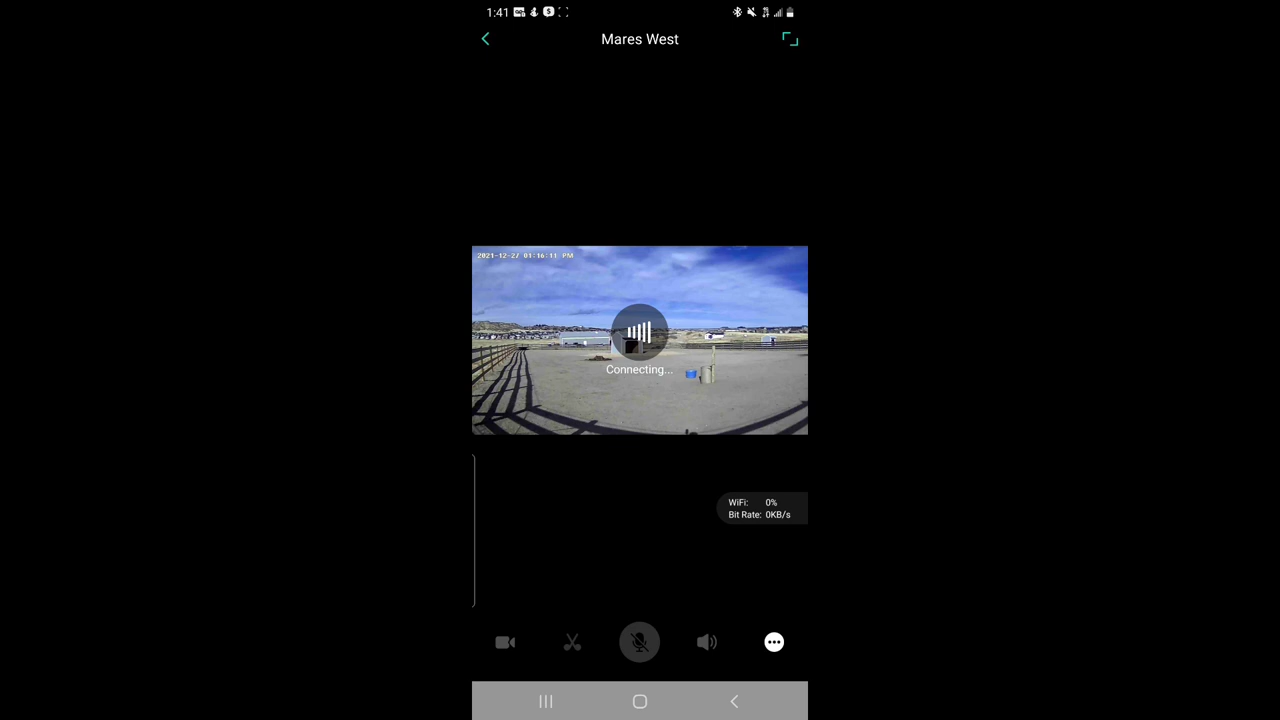 1:41
Mares West
2021-12-27 01:16:11 PM
Connecting...
WiFi: 0%
Bit Rate: 0KB/s